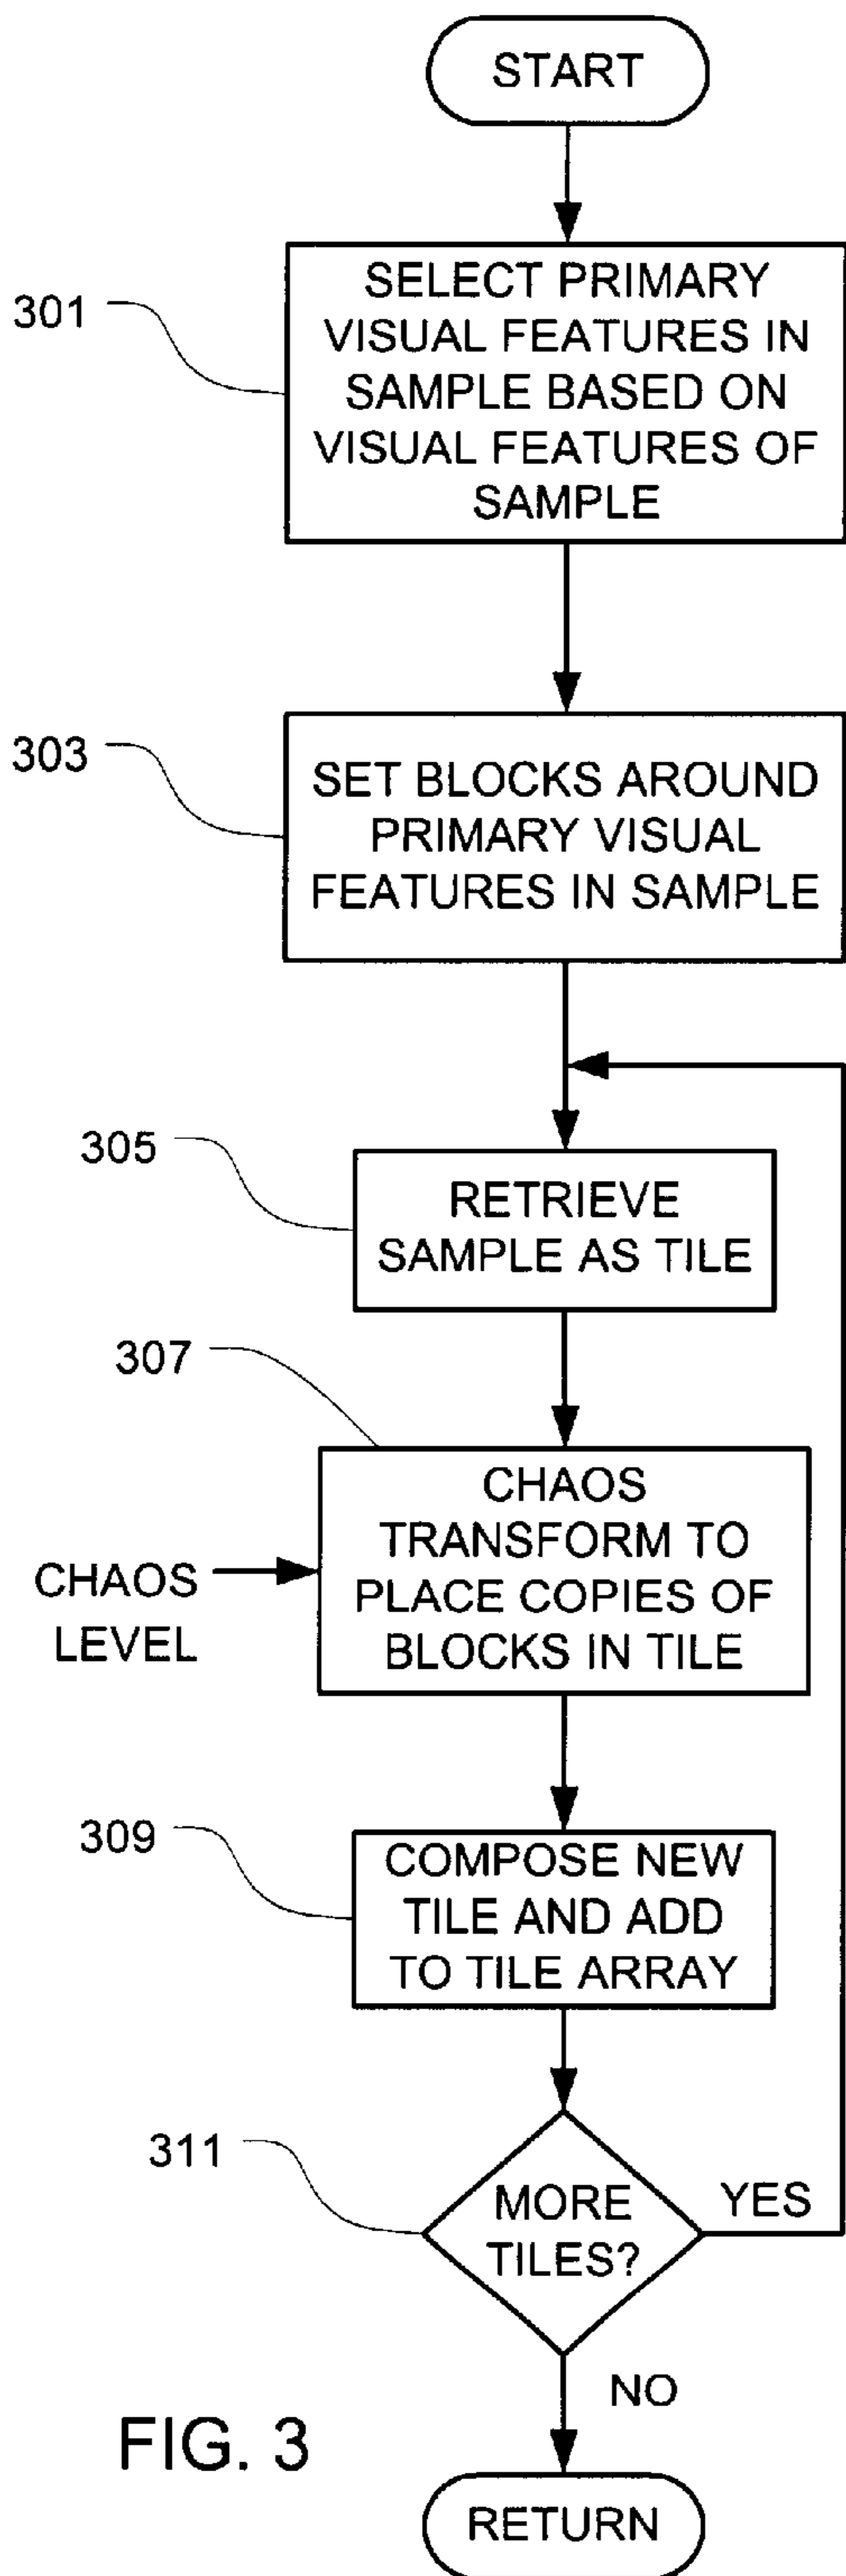 START
301
SELECT PRIMARY
VISUAL FEATURES IN
SAMPLE BASED ON
VISUAL FEATURES OF
SAMPLE
303
SET BLOCKS AROUND
PRIMARY VISUAL
FEATURES IN SAMPLE
305
RETRIEVE
SAMPLE AS TILE
307
CHAOS
TRANSFORM TO
PLACE COPIES OF
BLOCKS IN TILE
CHAOS
LEVEL
309
COMPOSE NEW
TILE AND ADD
TO TILE ARRAY
311
MORE
TILES?
YES
NO
FIG. 3
RETURN